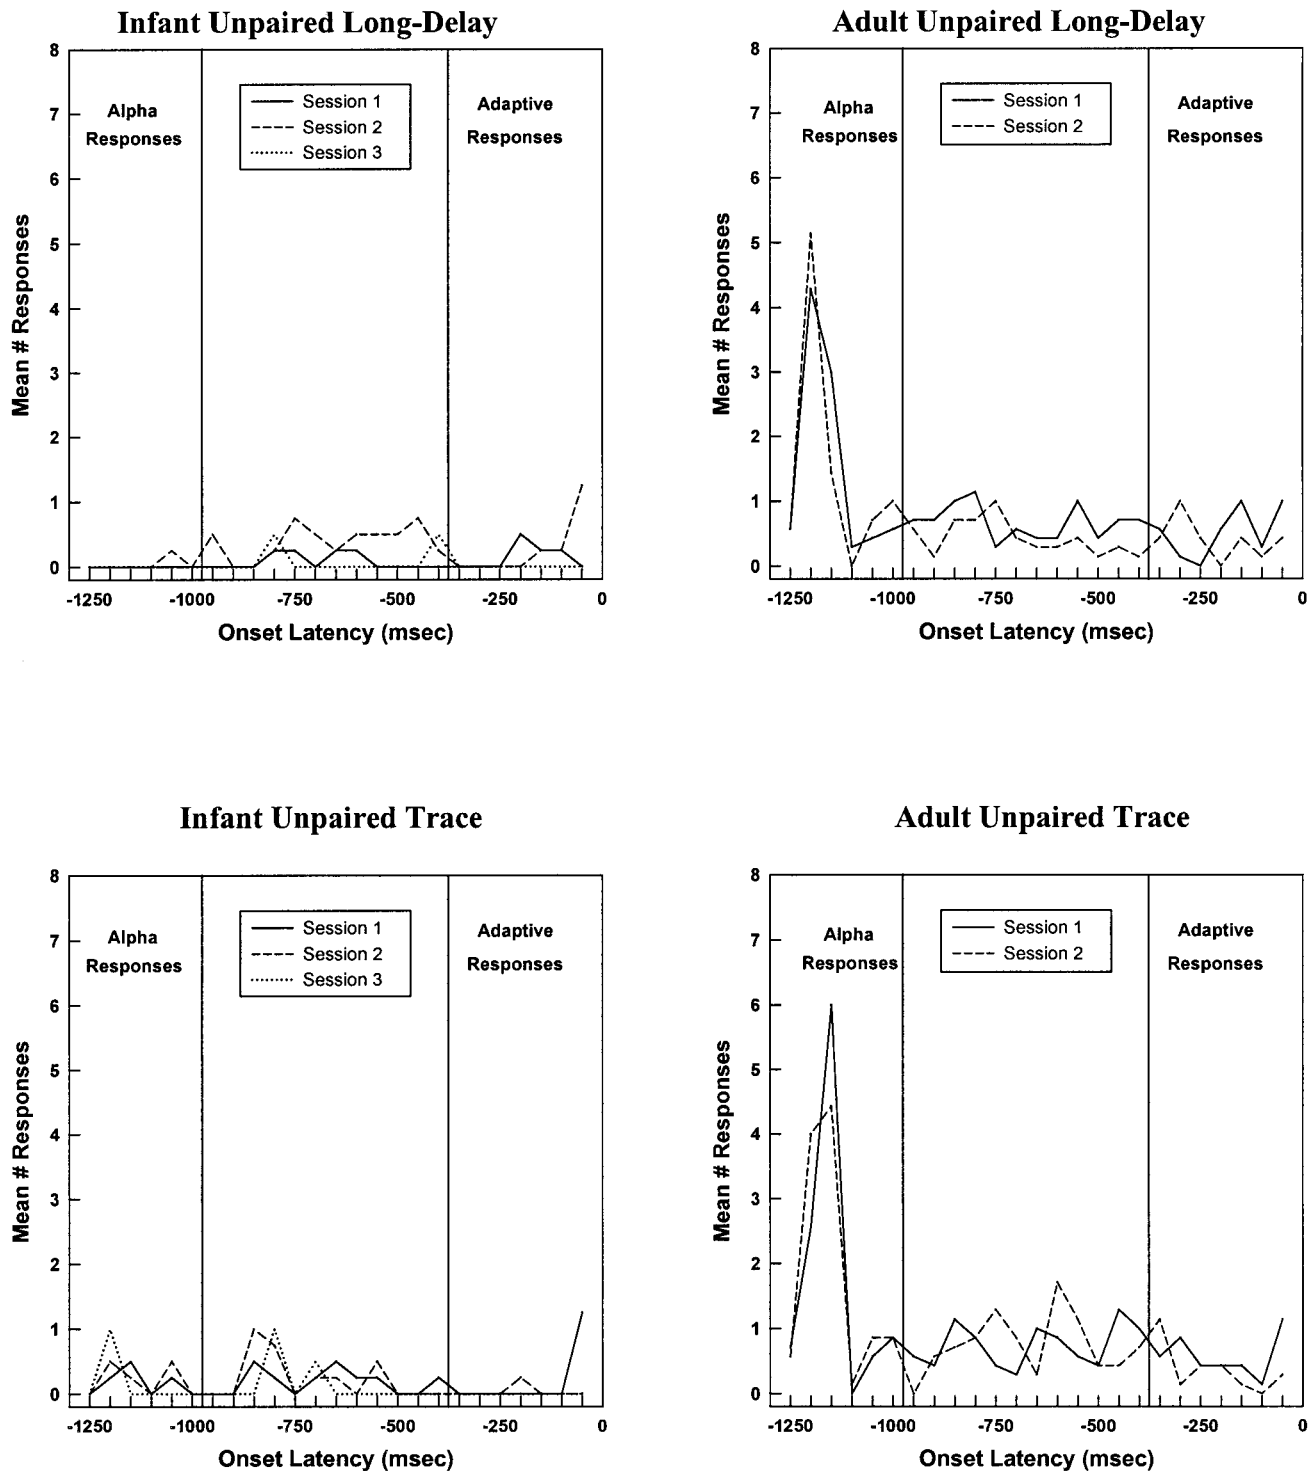 Infant Unpaired Long-Delay
8
7
6
5
4
3
2
1
0
Mean # Responses
Alpha
Responses
Session 1
Session 2
Session 3
Adaptive
Responses
-1250
-1000
-750
-500
-250
0
Onset Latency (msec)
Adult Unpaired Long-Delay
8
7
6
5
4
3
2
1
0
Mean # Responses
Alpha
Responses
Session 1
Session 2
Adaptive
Responses
-1250
-1000
-750
-500
-250
0
Onset Latency (msec)
Infant Unpaired Trace
8
7
6
5
4
3
2
1
0
Mean # Responses
Alpha
Responses
Session 1
Session 2
Session 3
Adaptive
Responses
-1250
-1000
-750
-500
-250
0
Onset Latency (msec)
Adult Unpaired Trace
8
7
6
5
4
3
2
1
0
Mean # Responses
Alpha
Responses
Session 1
Session 2
Adaptive
Responses
-1250
-1000
-750
-500
-250
0
Onset Latency (msec)